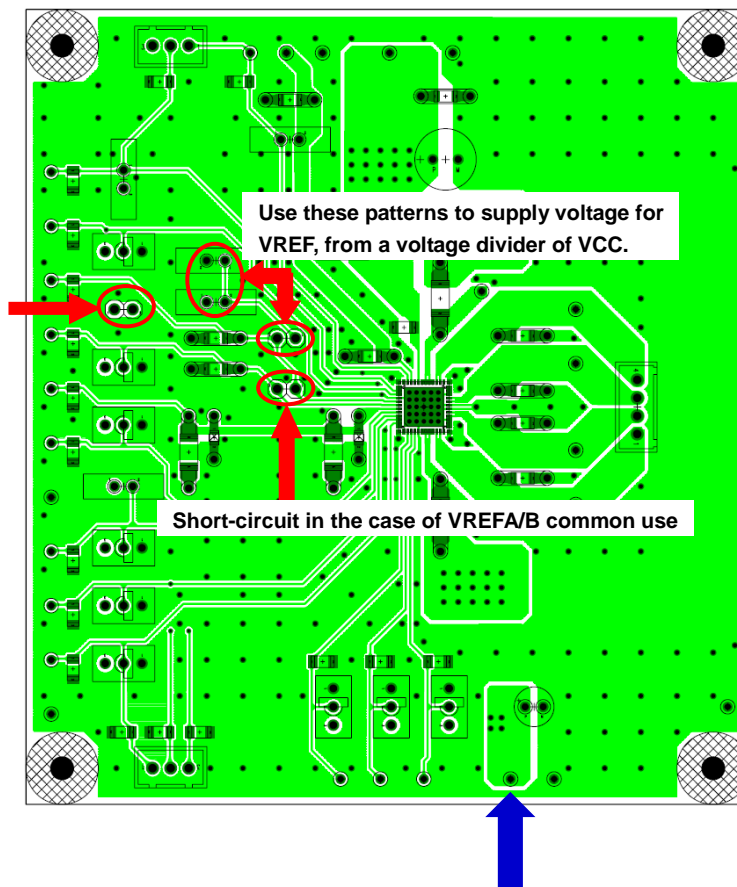 Use these patterns to supply voltage for
VREF, from a voltage divider of VCC.
Short-circuit in the case of VREFA/B common use